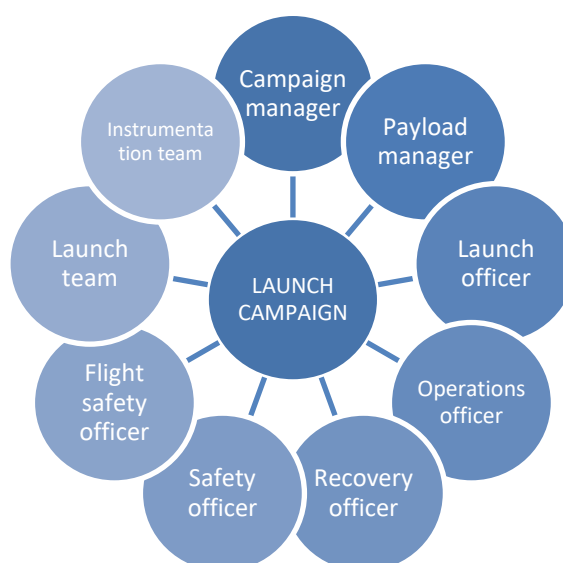 Campaign
manager
Payload
manager
Launch
officer
Operations
officer
Recovery
officer
Safety
officer
Flight
safety
officer
Launch
team
Instrumenta
tion team
LAUNCH
CAMPAIGN